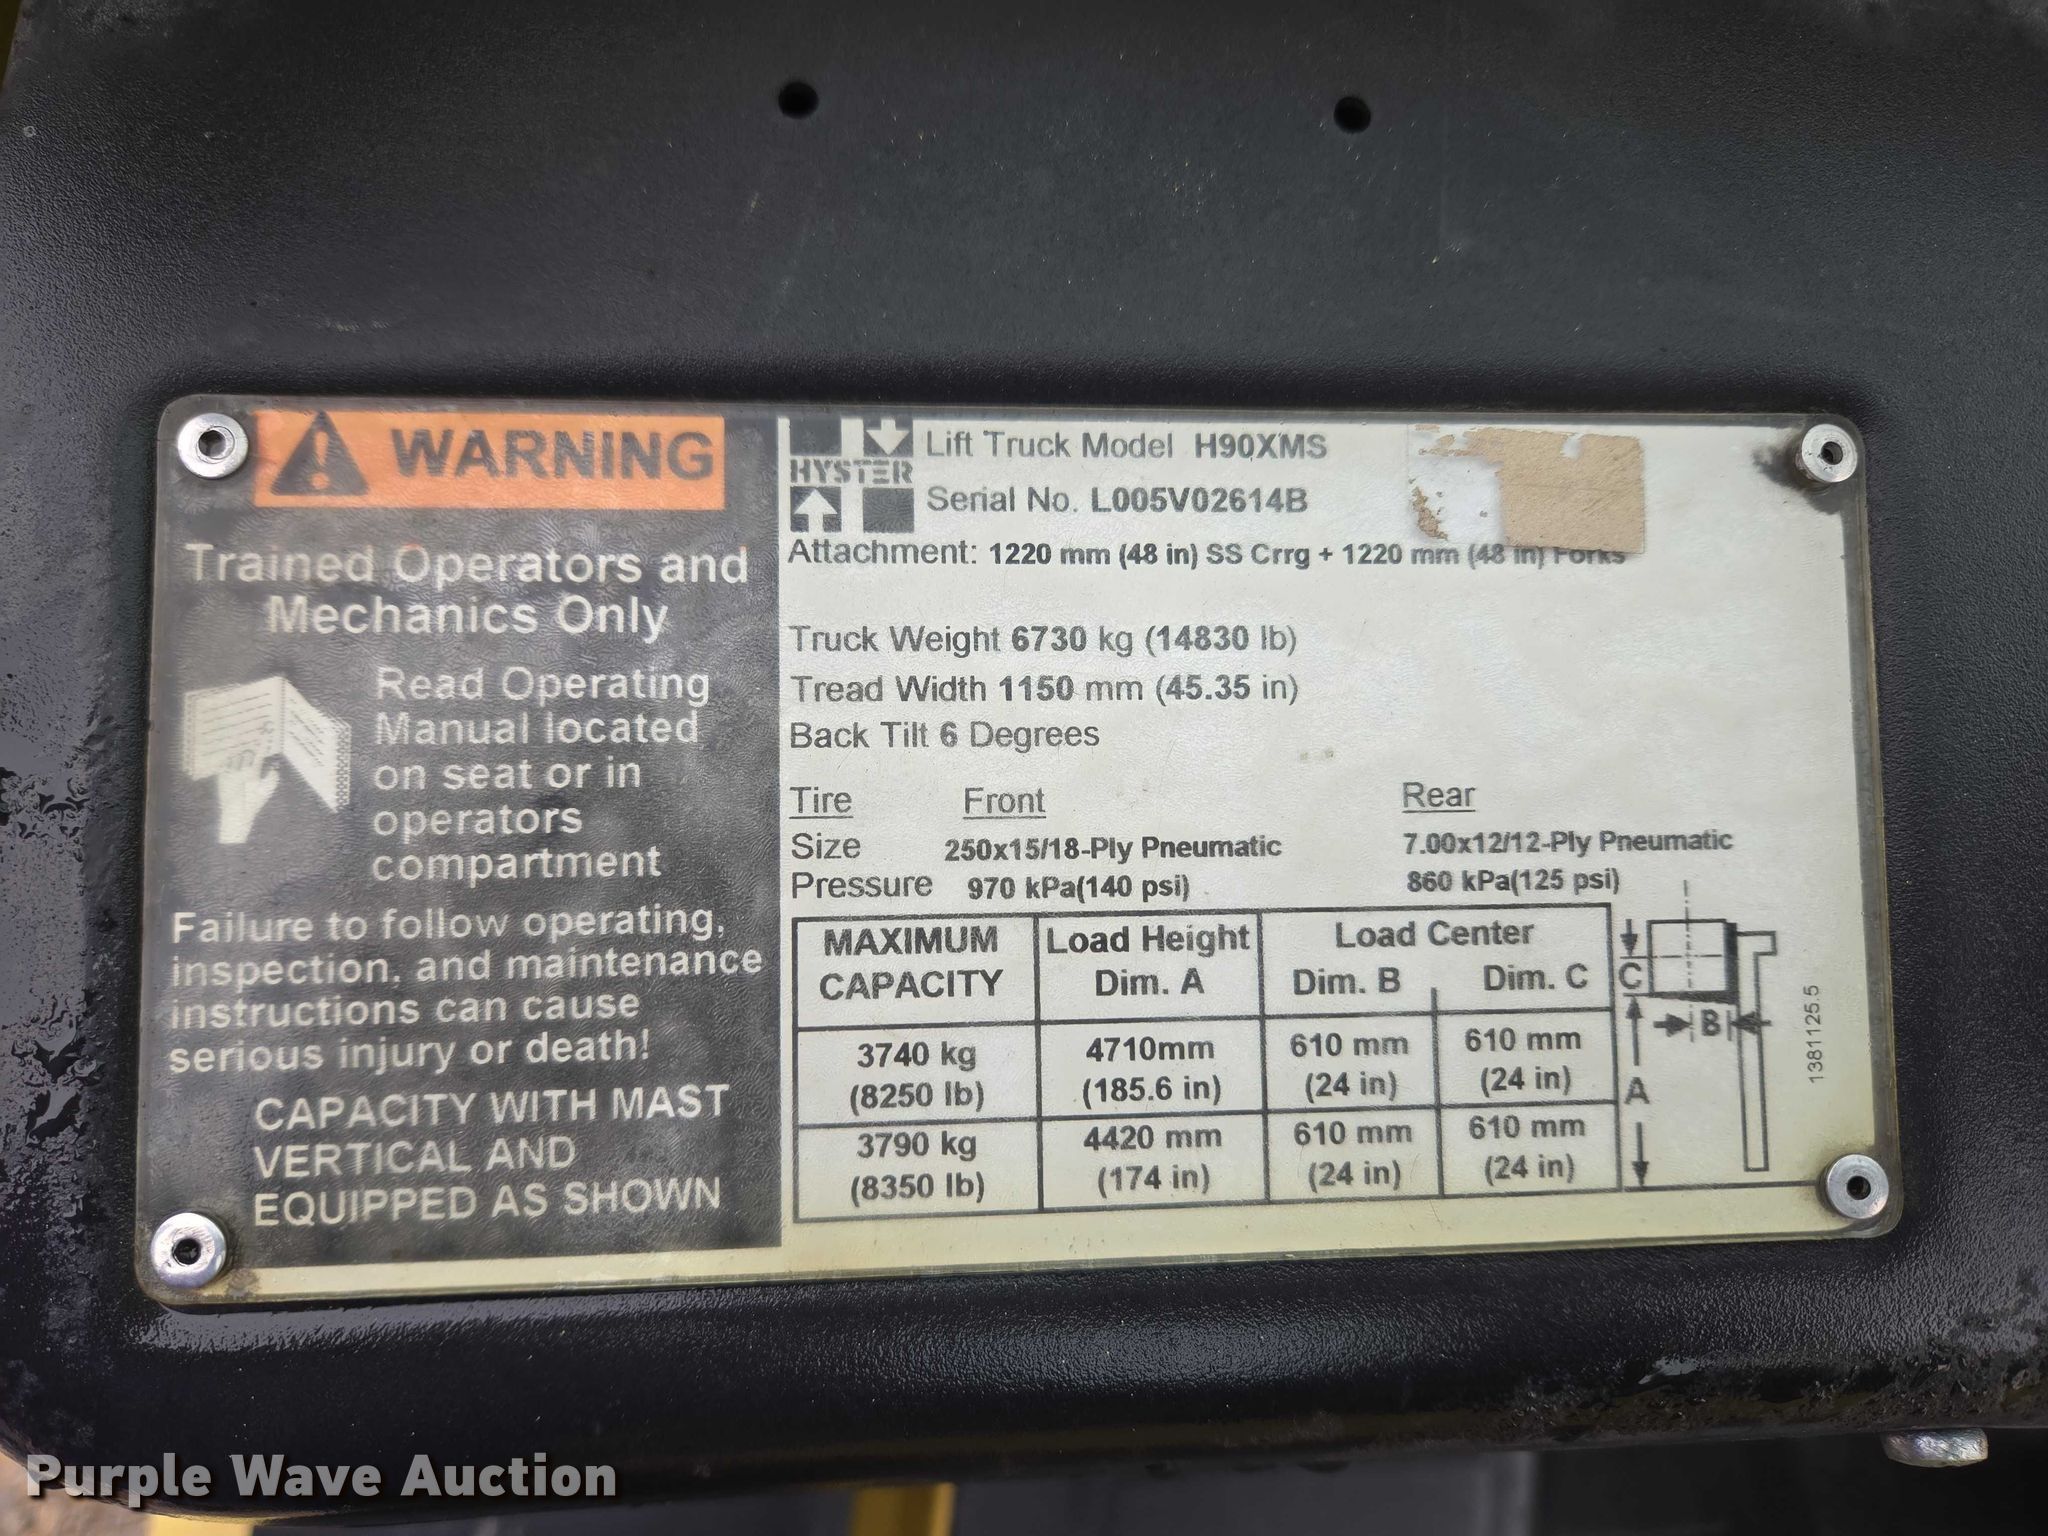 WARNING
Trained Operators and
Mechanics Only
Read Operating
Manual located
on seat or in
operators
compartment
Failure to follow operating,
inspection, and maintenance
instructions can cause
serious injury or death!
CAPACITY WITH MAST
VERTICAL AND
EQUIPPED AS SHOWN
HYSTER
Lift Truck Model H90XMS
Serial No. L005V02614B
Attachment: 1220 mm (48 in) SS Crrg + 1220 mm (48 in) Forks
Truck Weight 6730 kg (14830 lb)
Tread Width 1150 mm (45.35 in)
Back Tilt 6 Degrees
Tire Front Rear
Size 250x15/18-Ply Pneumatic 7.00x12/12-Ply Pneumatic
Pressure 970 kPa(140 psi) 860 kPa(125 psi)
MAXIMUM Load Height Load Center
CAPACITY Dim. A Dim. B Dim. C
3740 kg 4710mm 610 mm 610 mm
(8250 lb) (185.6 in) (24 in) (24 in)
3790 kg 4420 mm 610 mm 610 mm
(8350 lb) (174 in) (24 in) (24 in)
C
B
A
1381125.5
Purple Wave Auction